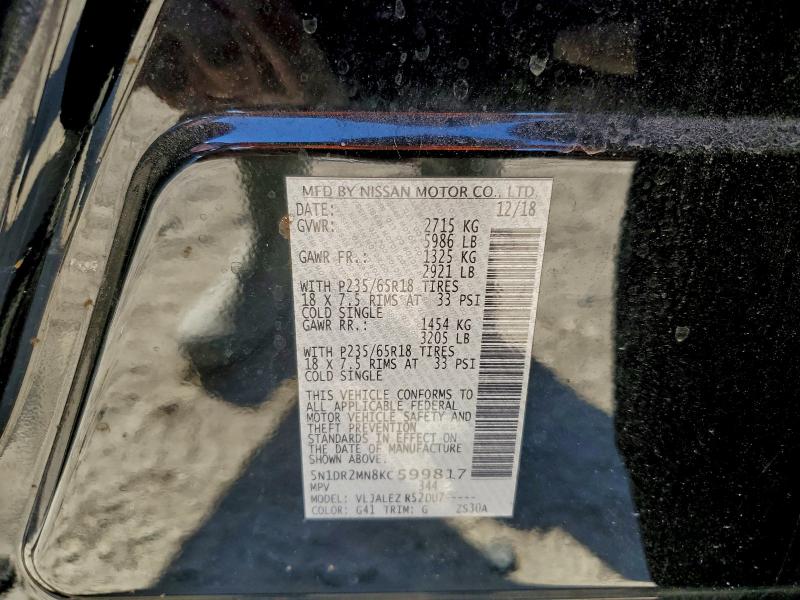 MFD BY NISSAN MOTOR CO., LTD.
DATE: 12/18
GVWR: 2715 KG
5986 LB
GAWR FR.: 1325 KG
2921 LB
WITH P235/65R18 TIRES
18 X 7.5 RIMS AT 33 PSI
COLD SINGLE
GAWR RR.: 1454 KG
3205 LB
WITH P235/65R18 TIRES
18 X 7.5 RIMS AT 33 PSI
COLD SINGLE
THIS VEHICLE CONFORMS TO
ALL APPLICABLE FEDERAL
MOTOR VEHICLE SAFETY AND
THEFT PREVENTION
STANDARDS IN EFFECT ON
THE DATE OF MANUFACTURE
SHOWN ABOVE.
5N1DR2MN8KC599817
MPV 344
MODEL: VLJALEZ R52DU7-----
COLOR: G41 TRIM: G ZS30A